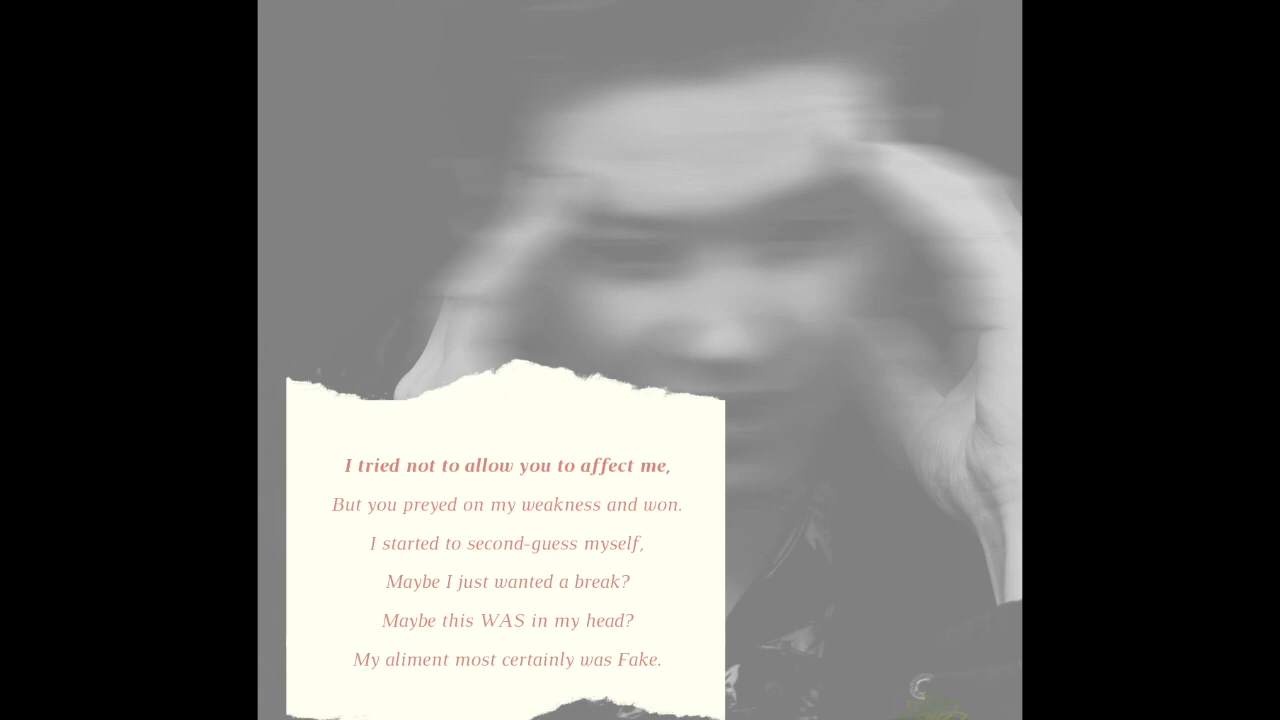 I tried not to allow you to affect me,
But you preyed on my weakness and won.
I started to second-guess myself,
Maybe I just wanted a break?
Maybe this WAS in my head?
My aliment most certainly was Fake.